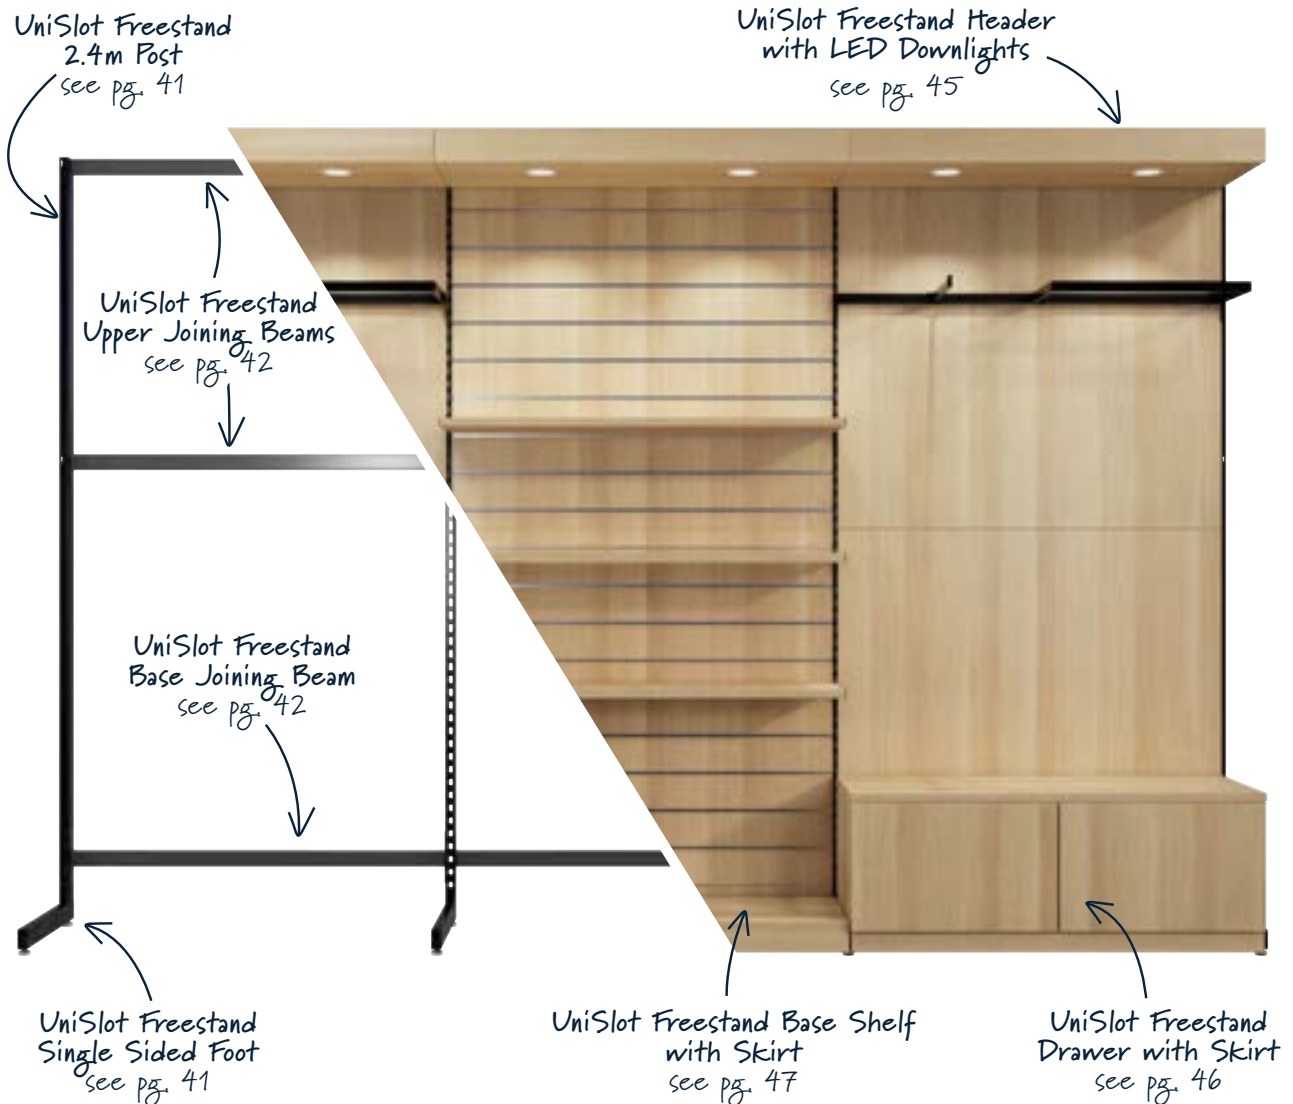 UniSlot Freestand
2.4m Post
see pg. 41
UniSlot Freestand Header
with LED Downlights
see pg. 45
UniSlot Freestand
Upper Joining Beams
see pg. 42
UniSlot Freestand
Base Joining Beam
see pg. 42
UniSlot Freestand
Single Sided Foot
see pg. 41
UniSlot Freestand Base Shelf
with Skirt
see pg. 47
UniSlot Freestand
Drawer with Skirt
see pg. 46